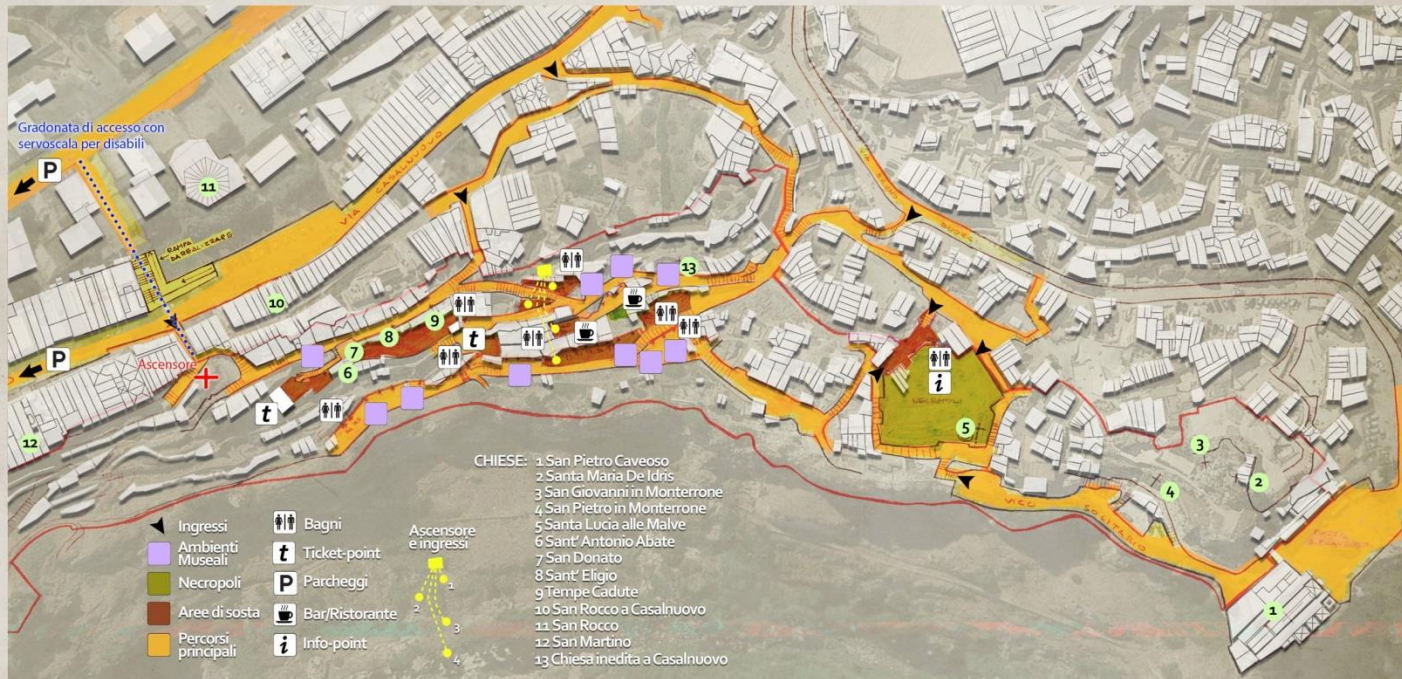 Gradonata di accesso con
servoscala per disabili
P
11
VIA CASALNUOVO
10
P
Ascensore
12
t
6
7
8
9
t
13
i
5
VICO SOLITARIO
3
4
2
1
CHIESE:
1 San Pietro Caveoso
2 Santa Maria De Idris
3 San Giovanni in Monterrone
4 San Pietro in Monterrone
5 Santa Lucia alle Malve
6 Sant' Antonio Abate
7 San Donato
8 Sant' Eligio
9 Tempe Cadute
10 San Rocco a Casalnuovo
11 San Rocco
12 San Martino
13 Chiesa inedita a Casalnuovo
Ingressi
Ambienti
Museali
Necropoli
Aree di sosta
Percorsi
principali
Bagni
t Ticket-point
P Parcheggi
Bar/Ristorante
i Info-point
Ascensore
e ingressi
1
2
3
4